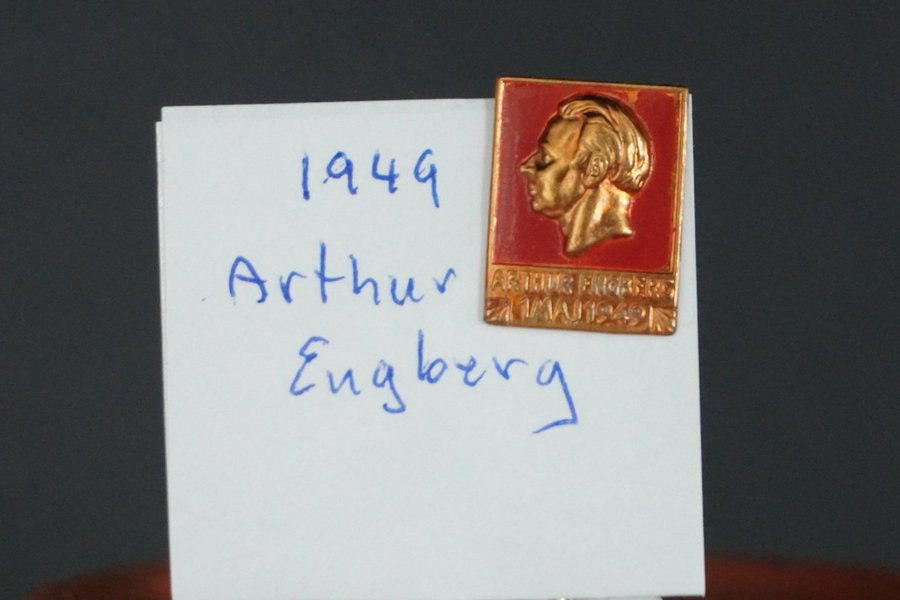 1949
Arthur
Engberg
ARTHUR ENGBERG
1 MAJ 1949